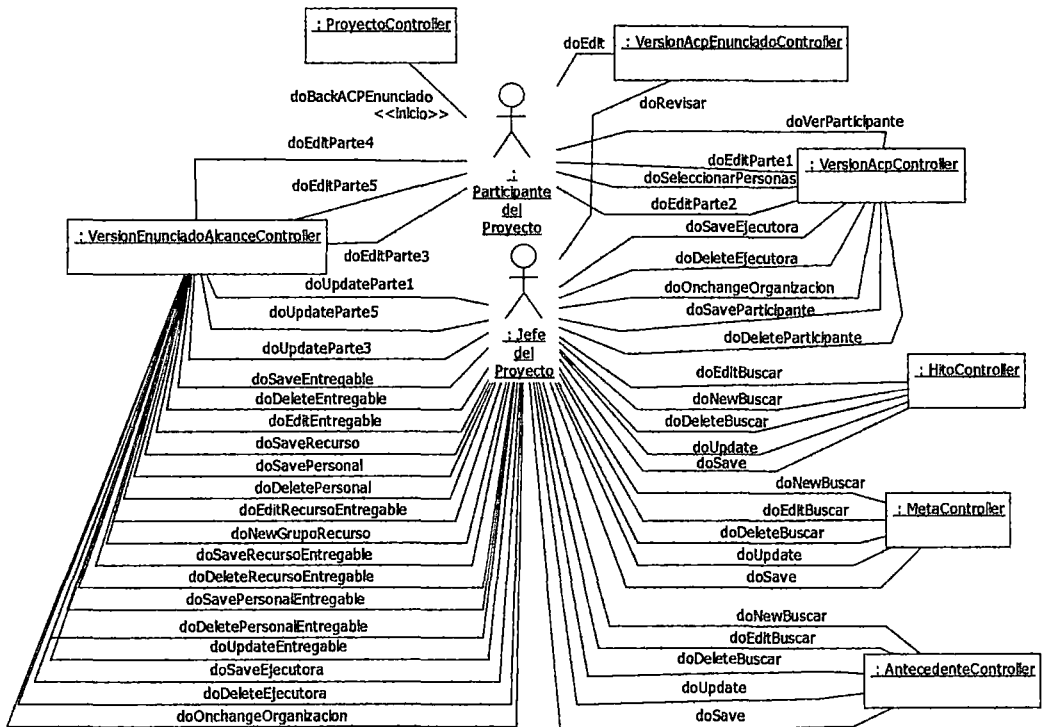 : ProyectoController
doEdit
: VersionAcpEnunciadoController
doBackACPEnunciado
<<Inicio>>
doRevisar
doVerParticipante
doEditParte4
doEditParte1
: VersionAcpController
doSeleccionarPersonas
doEditParte5
:
Participante
del
Proyecto
doEditParte2
doSaveEjecutora
: VersionEnunciadoAlcanceController
doEditParte3
doDeleteEjecutora
doUpdateParte1
doOnchangeOrganizacion
doUpdateParte5
doSaveParticipante
: Jefe
del
Proyecto
doDeleteParticipante
doUpdateParte3
doEditBuscar
: HitoController
doSaveEntregable
doNewBuscar
doDeleteEntregable
doDeleteBuscar
doEditEntregable
doUpdate
doSaveRecurso
doSave
doSavePersonal
doNewBuscar
doDeletePersonal
doEditBuscar
: MetaController
doEditRecursoEntregable
doDeleteBuscar
doNewGrupoRecurso
doUpdate
doSaveRecursoEntregable
doSave
doDeleteRecursoEntregable
doSavePersonalEntregable
doNewBuscar
doDeletePersonalEntregable
doEditBuscar
doUpdateEntregable
doDeleteBuscar
: AntecedenteController
doSaveEjecutora
doUpdate
doDeleteEjecutora
doOnchangeOrganizacion
doSave